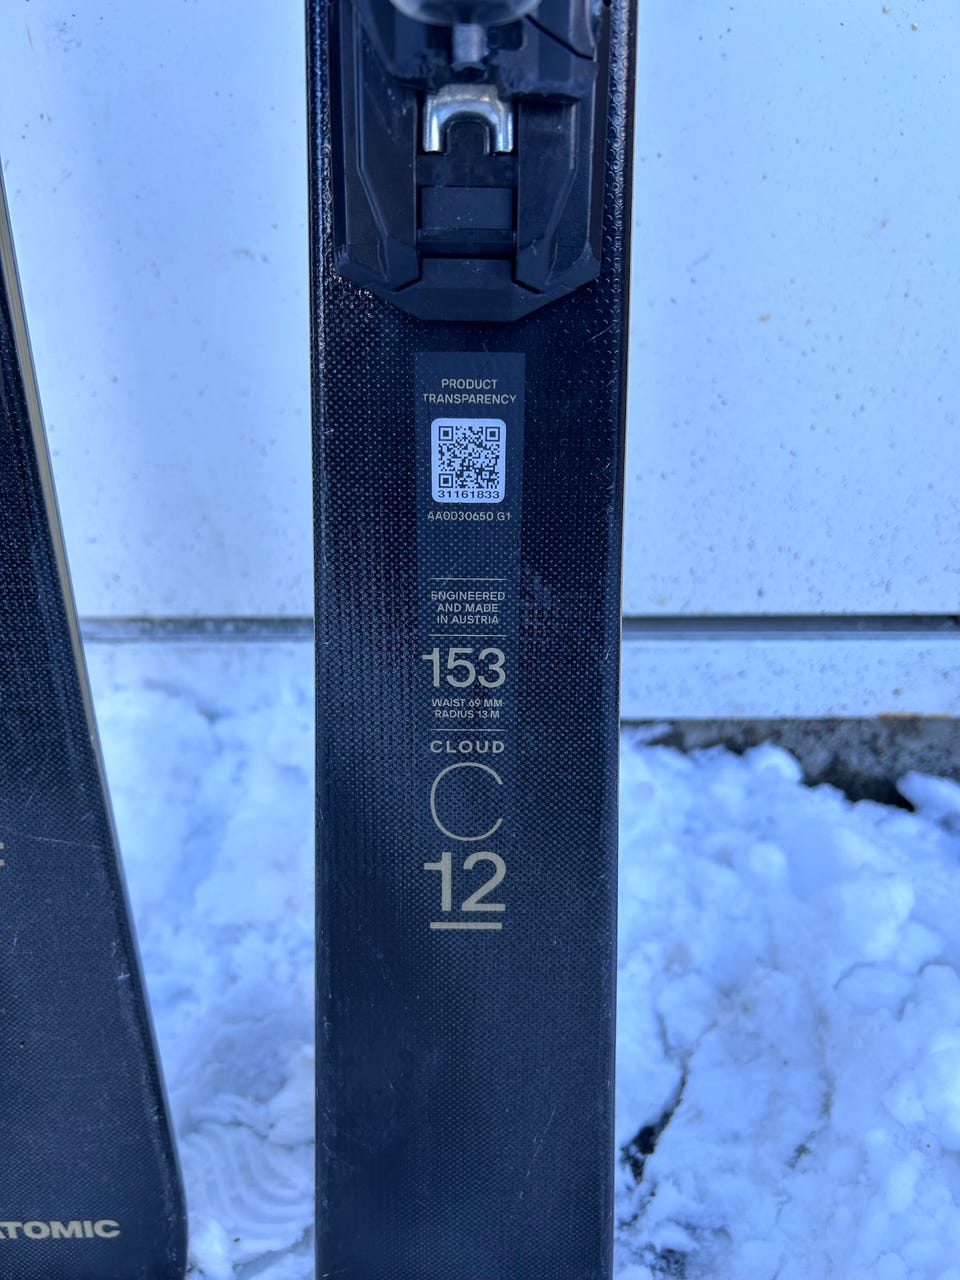 PRODUCT
TRANSPARENCY
31161833
AA0030650 G1
ENGINEERED
AND MADE
IN AUSTRIA
153
WAIST 69 MM
RADIUS 13 M
CLOUD
C
12
ATOMIC